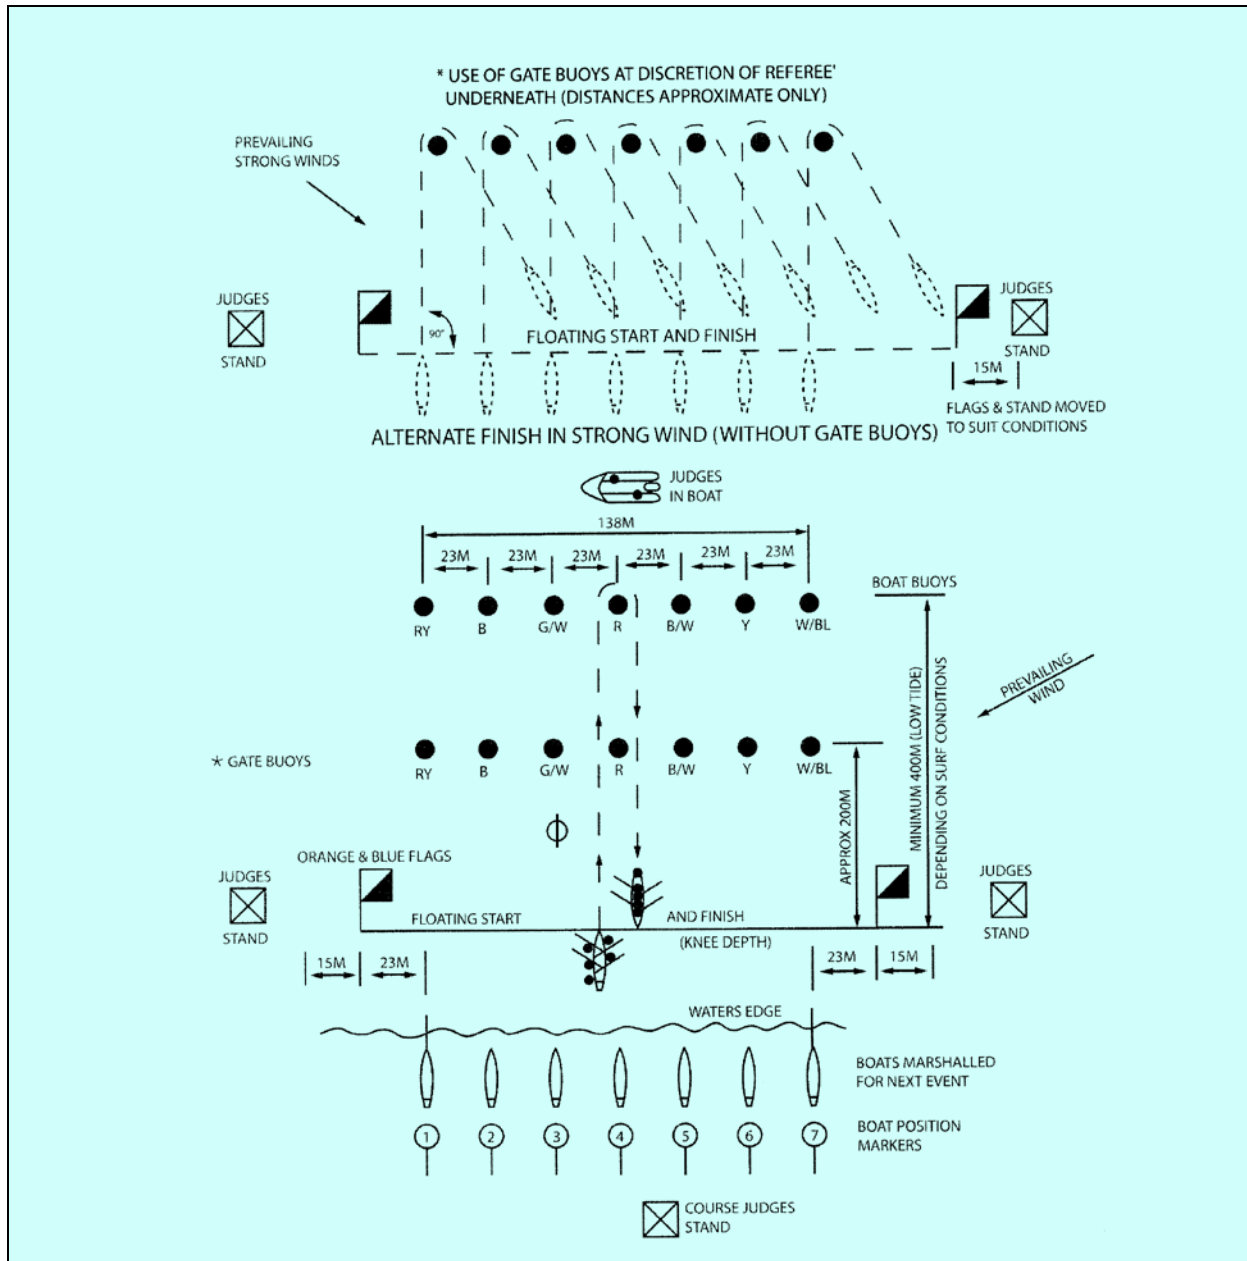 * USE OF GATE BUOYS AT DISCRETION OF REFEREE'
UNDERNEATH (DISTANCES APPROXIMATE ONLY)
PREVAILING
STRONG WINDS
JUDGES
STAND
90°
FLOATING START AND FINISH
JUDGES
STAND
15M
FLAGS & STAND MOVED
TO SUIT CONDITIONS
ALTERNATE FINISH IN STRONG WIND (WITHOUT GATE BUOYS)
JUDGES
IN BOAT
138M
23M 23M 23M 23M 23M 23M
BOAT BUOYS
RY B G/W R B/W Y W/BL
PREVAILING
WIND
MINIMUM 400M (LOW TIDE)
DEPENDING ON SURF CONDITIONS
* GATE BUOYS
RY B G/W R B/W Y W/BL
APPROX 200M
ORANGE & BLUE FLAGS
JUDGES
STAND
FLOATING START
AND FINISH
(KNEE DEPTH)
JUDGES
STAND
15M 23M 23M 15M
WATERS EDGE
BOATS MARSHALLED
FOR NEXT EVENT
1 2 3 4 5 6 7
BOAT POSITION
MARKERS
COURSE JUDGES
STAND